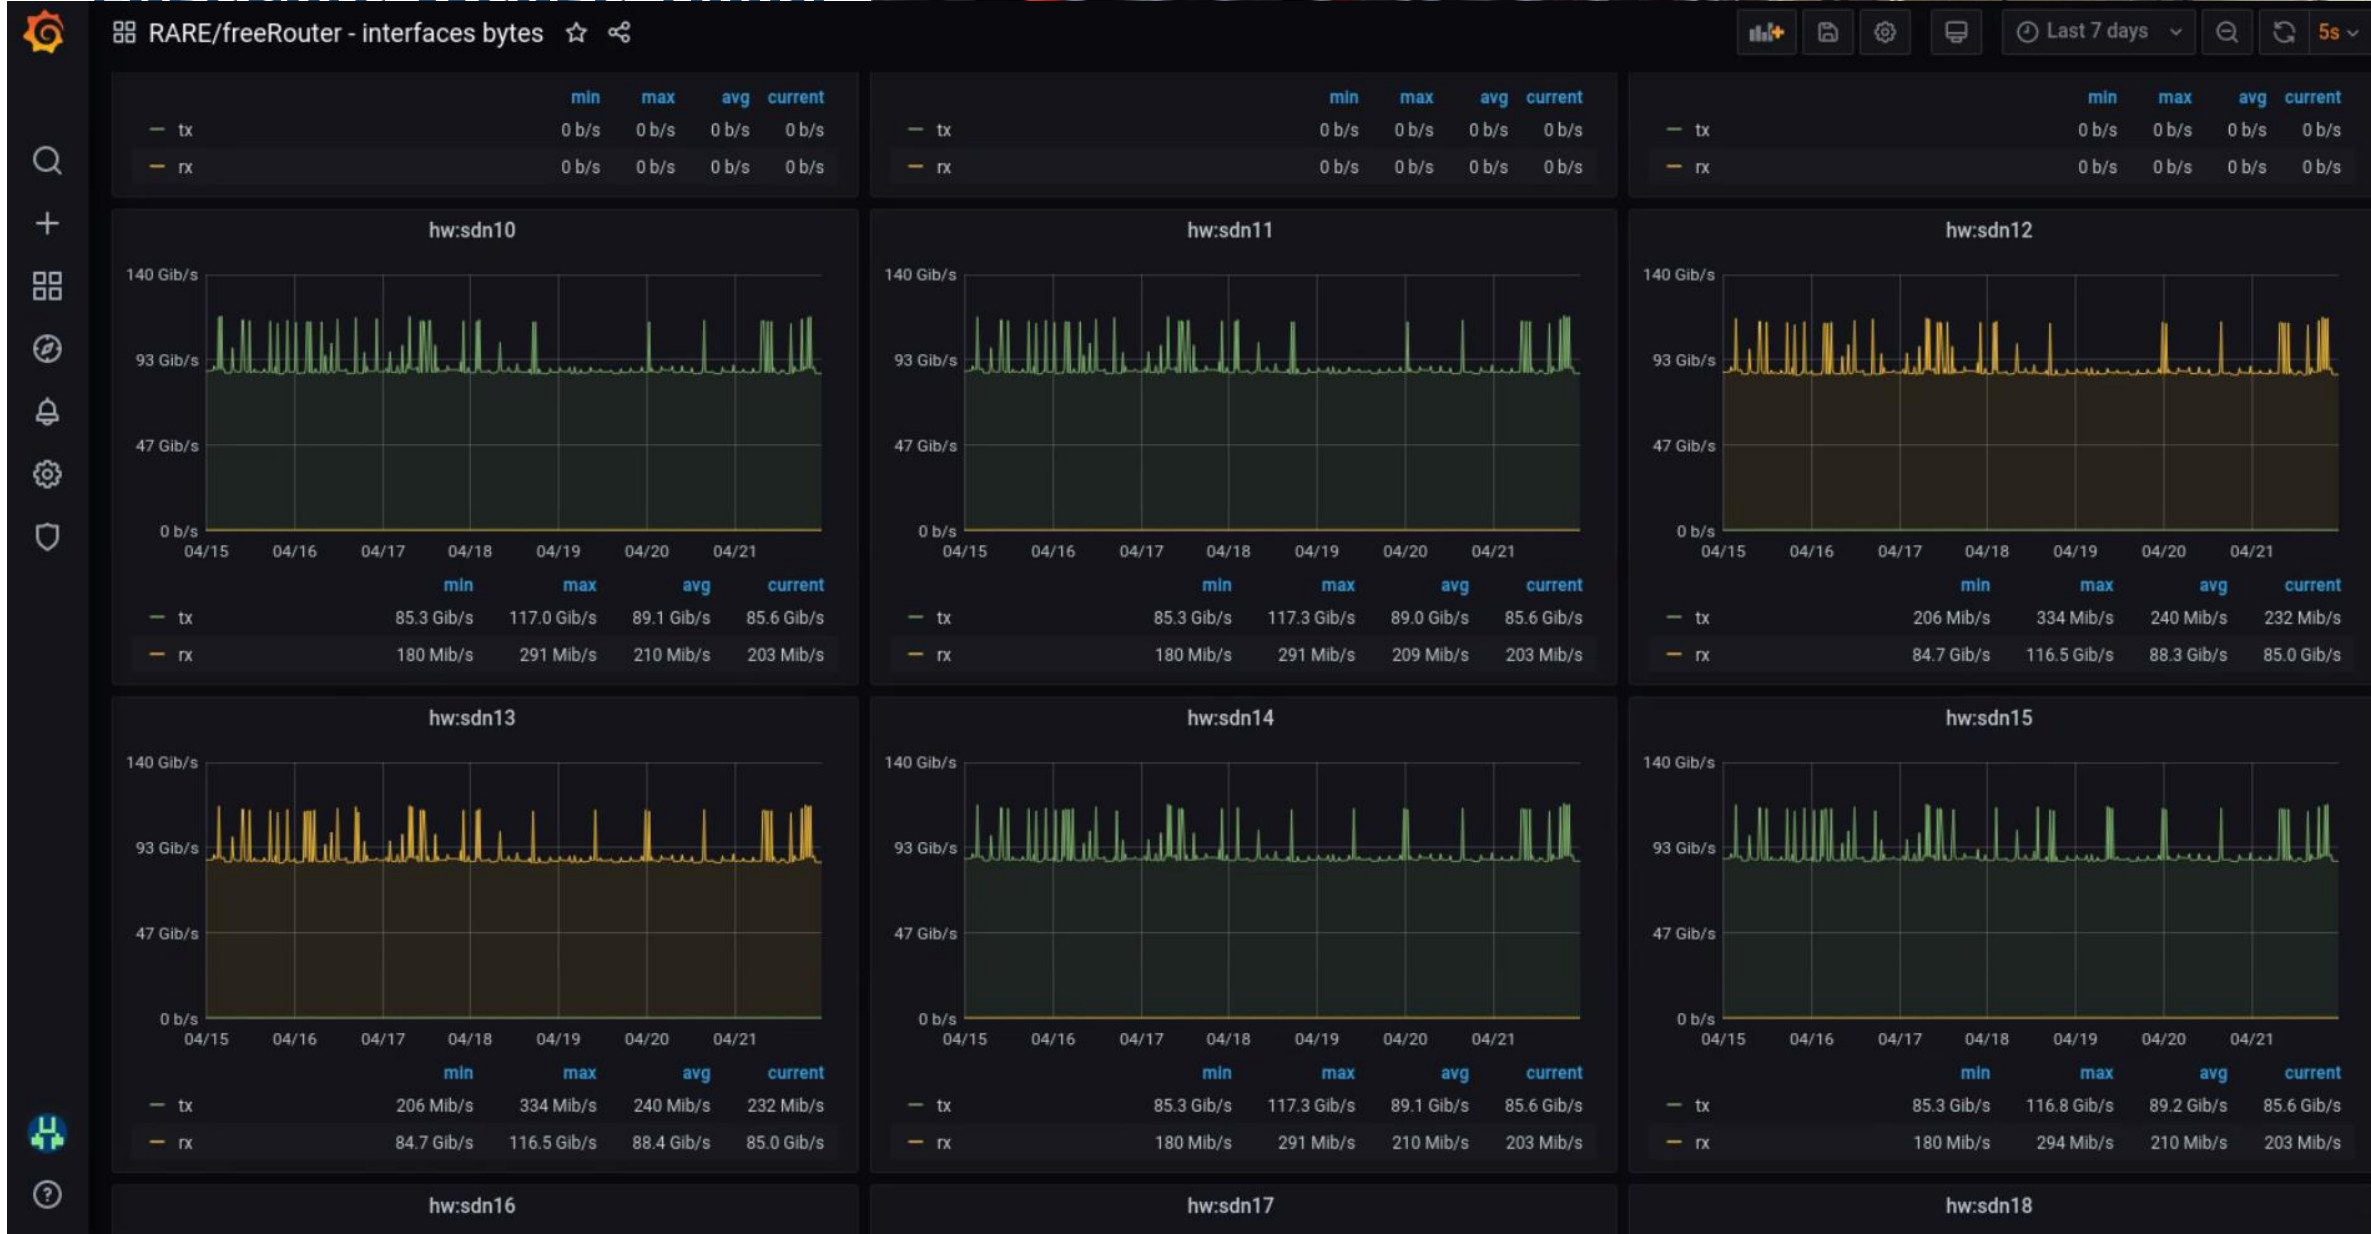 RARE/freeRouter - interfaces bytes
Last 7 days
5s
min max avg current
tx 0 b/s 0 b/s 0 b/s 0 b/s
rx 0 b/s 0 b/s 0 b/s 0 b/s
min max avg current
tx 0 b/s 0 b/s 0 b/s 0 b/s
rx 0 b/s 0 b/s 0 b/s 0 b/s
min max avg current
tx 0 b/s 0 b/s 0 b/s 0 b/s
rx 0 b/s 0 b/s 0 b/s 0 b/s
hw:sdn10
140 Gib/s
93 Gib/s
47 Gib/s
0 b/s
04/15 04/16 04/17 04/18 04/19 04/20 04/21
min max avg current
tx 85.3 Gib/s 117.0 Gib/s 89.1 Gib/s 85.6 Gib/s
rx 180 Mib/s 291 Mib/s 210 Mib/s 203 Mib/s
hw:sdn11
140 Gib/s
93 Gib/s
47 Gib/s
0 b/s
04/15 04/16 04/17 04/18 04/19 04/20 04/21
min max avg current
tx 85.3 Gib/s 117.3 Gib/s 89.0 Gib/s 85.6 Gib/s
rx 180 Mib/s 291 Mib/s 209 Mib/s 203 Mib/s
hw:sdn12
140 Gib/s
93 Gib/s
47 Gib/s
0 b/s
04/15 04/16 04/17 04/18 04/19 04/20 04/21
min max avg current
tx 206 Mib/s 334 Mib/s 240 Mib/s 232 Mib/s
rx 84.7 Gib/s 116.5 Gib/s 88.3 Gib/s 85.0 Gib/s
hw:sdn13
140 Gib/s
93 Gib/s
47 Gib/s
0 b/s
04/15 04/16 04/17 04/18 04/19 04/20 04/21
min max avg current
tx 206 Mib/s 334 Mib/s 240 Mib/s 232 Mib/s
rx 84.7 Gib/s 116.5 Gib/s 88.4 Gib/s 85.0 Gib/s
hw:sdn14
140 Gib/s
93 Gib/s
47 Gib/s
0 b/s
04/15 04/16 04/17 04/18 04/19 04/20 04/21
min max avg current
tx 85.3 Gib/s 117.3 Gib/s 89.1 Gib/s 85.6 Gib/s
rx 180 Mib/s 291 Mib/s 210 Mib/s 203 Mib/s
hw:sdn15
140 Gib/s
93 Gib/s
47 Gib/s
0 b/s
04/15 04/16 04/17 04/18 04/19 04/20 04/21
min max avg current
tx 85.3 Gib/s 116.8 Gib/s 89.2 Gib/s 85.6 Gib/s
rx 180 Mib/s 294 Mib/s 210 Mib/s 203 Mib/s
hw:sdn16
hw:sdn17
hw:sdn18